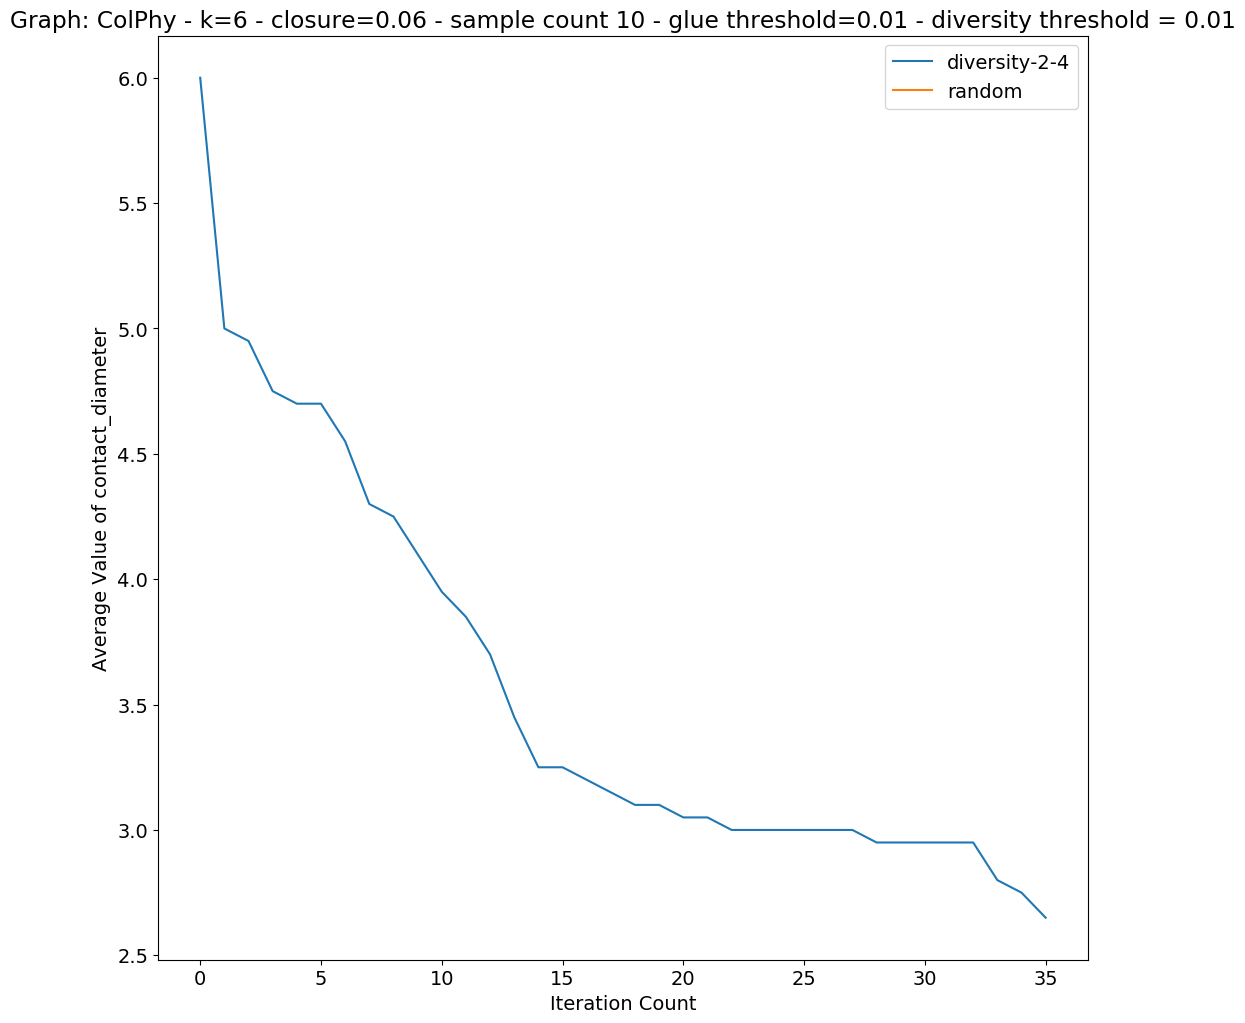 Graph: ColPhy - k=6 - closure=0.06 - sample count 10 - glue threshold=0.01 - diversity threshold = 0.01
diversity-2-4
random
6.0
5.5
5.0
4.5
4.0
3.5
3.0
2.5
Average Value of contact_diameter
0 5 10 15 20 25 30 35
Iteration Count